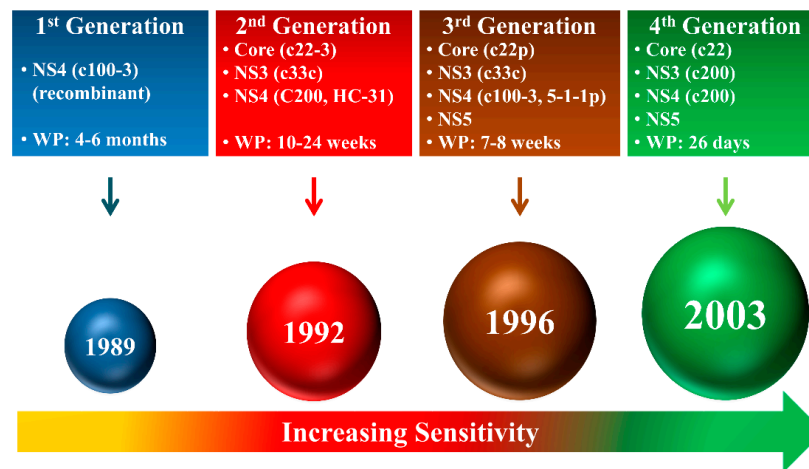 1st Generation
• NS4 (c100-3)
(recombinant)
• WP: 4-6 months
2nd Generation
• Core (c22-3)
• NS3 (c33c)
• NS4 (C200, HC-31)
• WP: 10-24 weeks
3rd Generation
• Core (c22p)
• NS3 (c33c)
• NS4 (c100-3, 5-1-1p)
• NS5
• WP: 7-8 weeks
4th Generation
• Core (c22)
• NS3 (c200)
• NS4 (c200)
• NS5
• WP: 26 days
1989
1992
1996
2003
Increasing Sensitivity